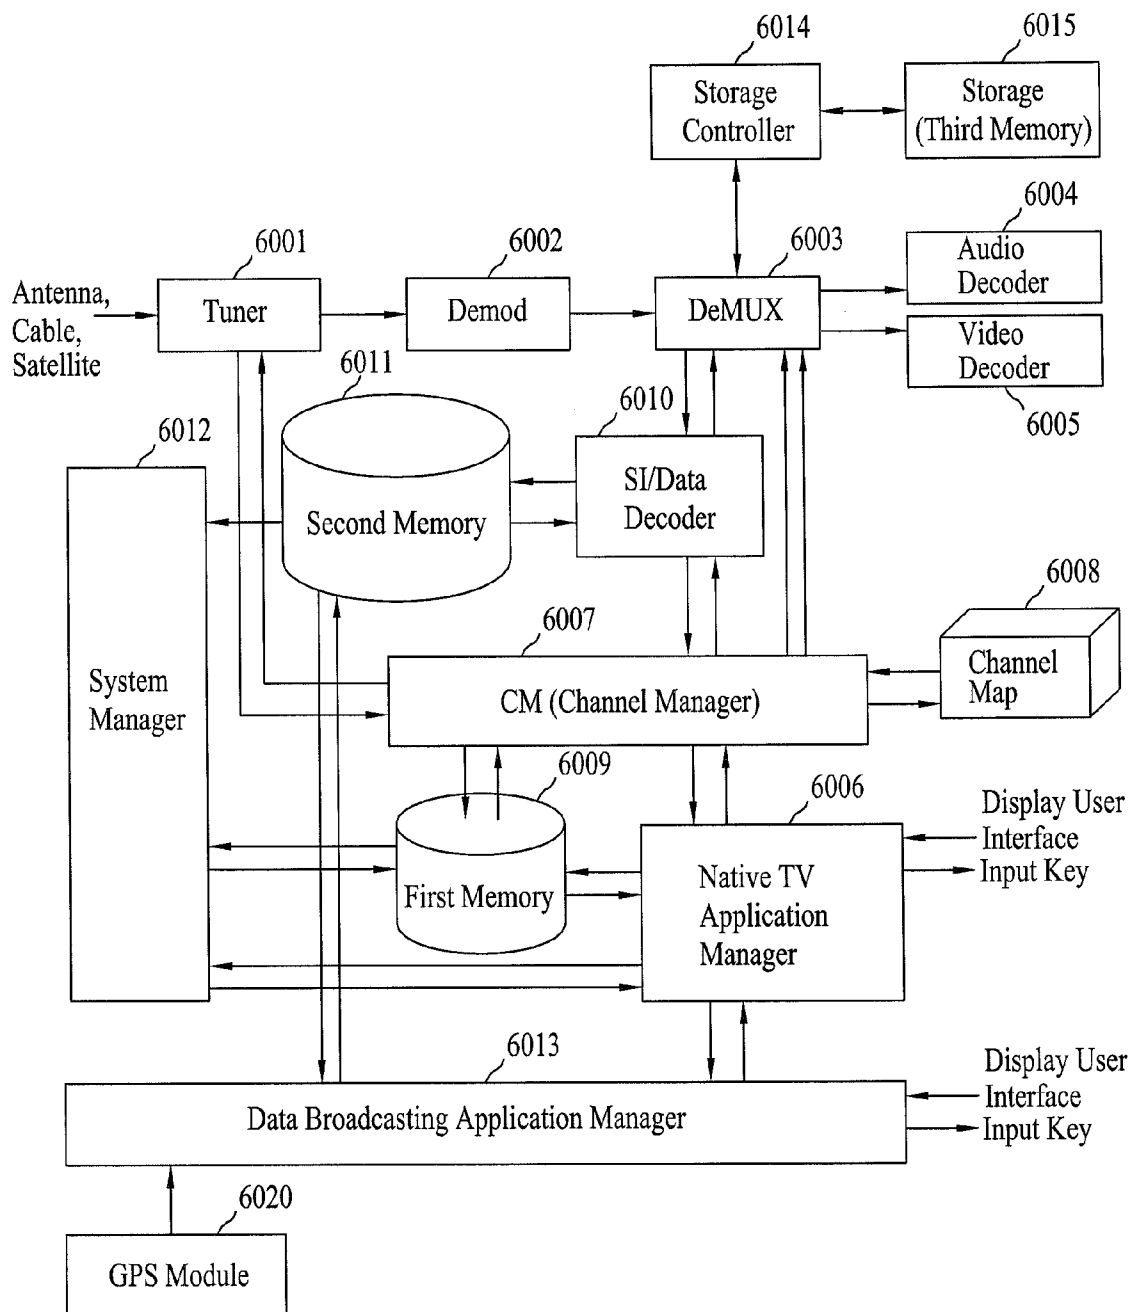 6014
6015
Storage
Controller
Storage
(Third Memory)
6004
6001
6002
6003
Audio
Decoder
Antenna,
Cable,
Satellite
Tuner
Demod
DeMUX
Video
Decoder
6005
6011
6010
6012
Second Memory
SI/Data
Decoder
6008
6007
System
Manager
CM (Channel Manager)
Channel
Map
6009
6006
Display User
Interface
Input Key
First Memory
Native TV
Application
Manager
6013
Display User
Interface
Input Key
Data Broadcasting Application Manager
6020
GPS Module